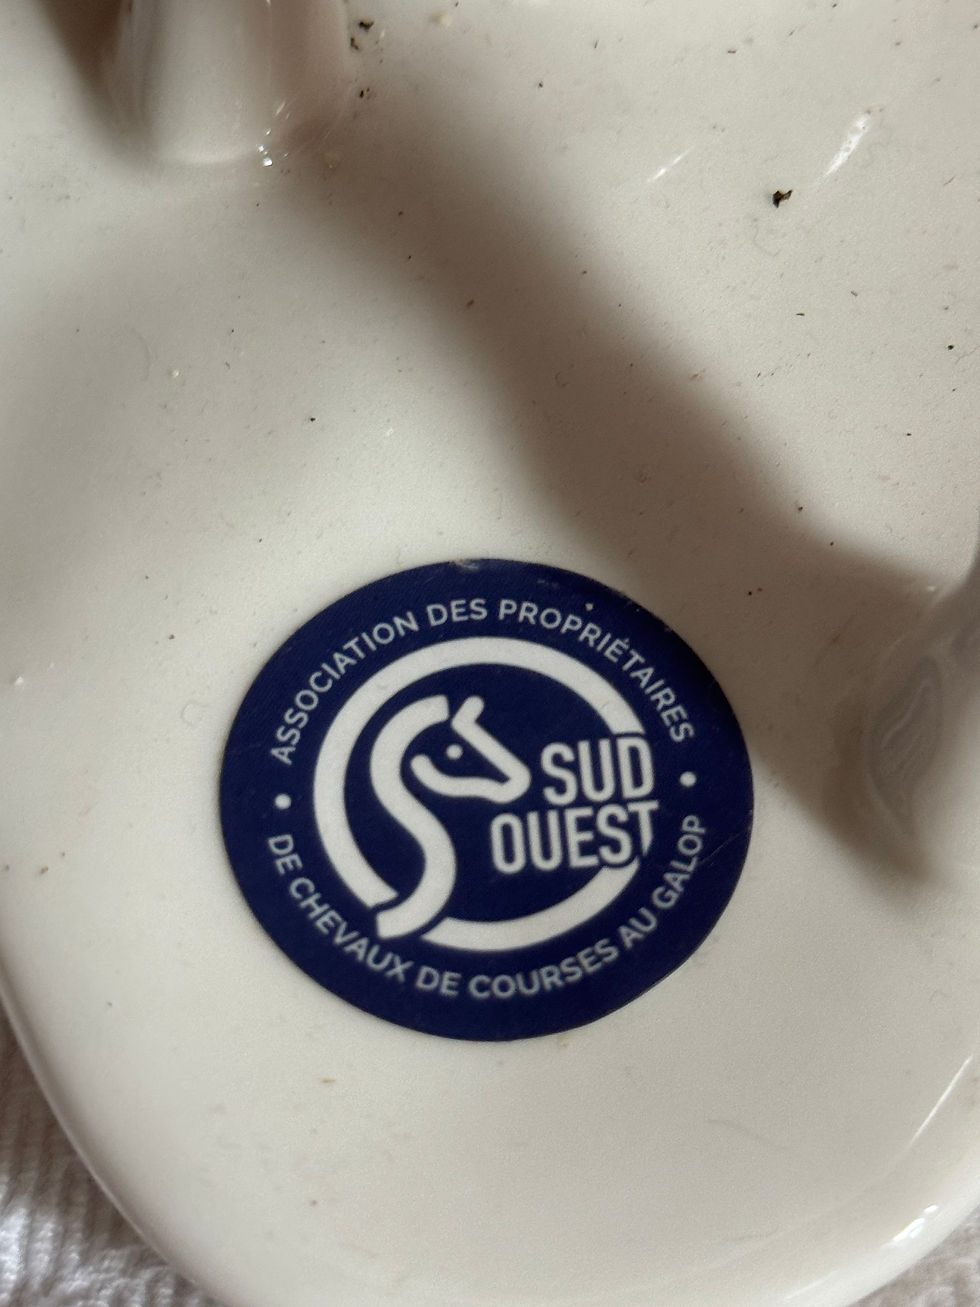 ASSOCIATION DES PROPRIÉTAIRES
SUD
OUEST
DE CHEVAUX DE COURSES AU GALOP